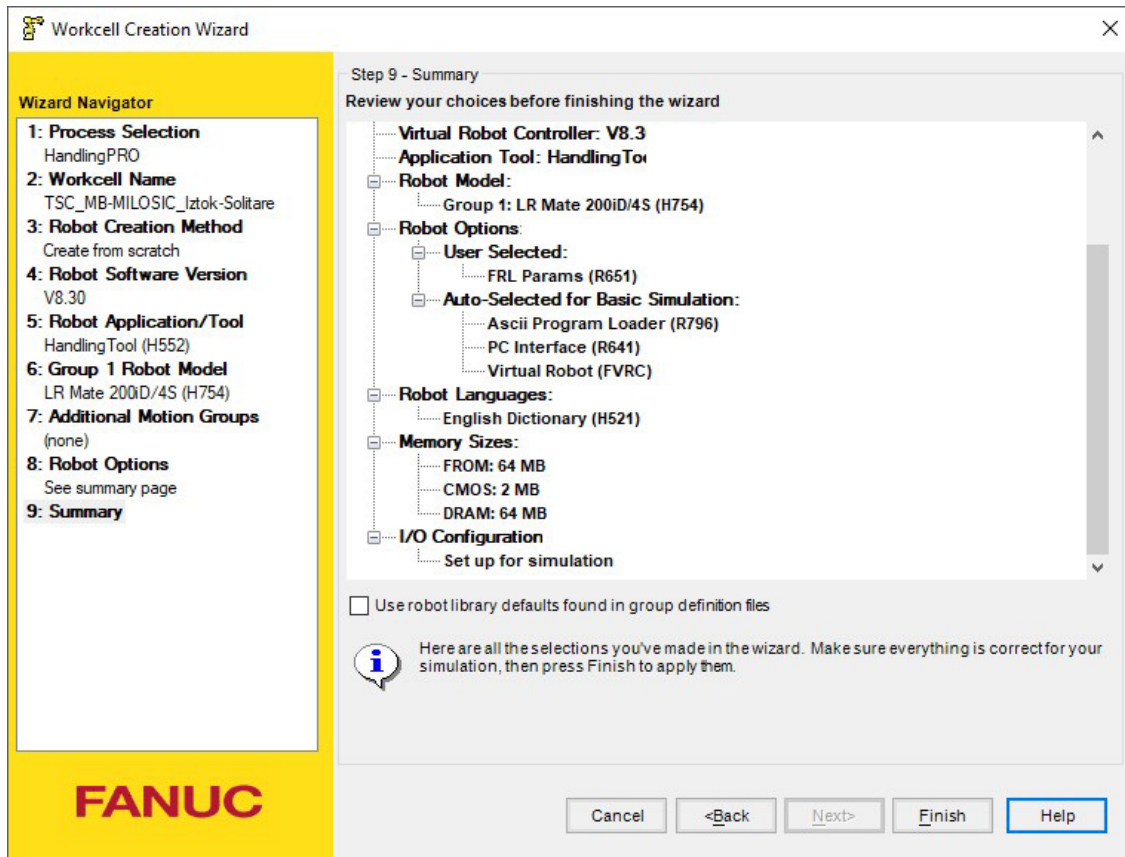 Workcell Creation Wizard
Wizard Navigator
1: Process Selection
HandlingPRO
2: Workcell Name
TSC_MB-MILOSIC_Iztok-Solitare
3: Robot Creation Method
Create from scratch
4: Robot Software Version
V8.30
5: Robot Application/Tool
HandlingTool (H552)
6: Group 1 Robot Model
LR Mate 200iD/4S (H754)
7: Additional Motion Groups
(none)
8: Robot Options
See summary page
9: Summary
FANUC
Step 9 - Summary
Review your choices before finishing the wizard
Virtual Robot Controller: V8.3
Application Tool: HandlingToo
Robot Model:
Group 1: LR Mate 200iD/4S (H754)
Robot Options:
User Selected:
FRL Params (R651)
Auto-Selected for Basic Simulation:
Ascii Program Loader (R796)
PC Interface (R641)
Virtual Robot (FVRC)
Robot Languages:
English Dictionary (H521)
Memory Sizes:
FROM: 64 MB
CMOS: 2 MB
DRAM: 64 MB
I/O Configuration
Set up for simulation
Use robot library defaults found in group definition files
Here are all the selections you've made in the wizard. Make sure everything is correct for your
simulation, then press Finish to apply them.
Cancel
<Back
Next>
Finish
Help